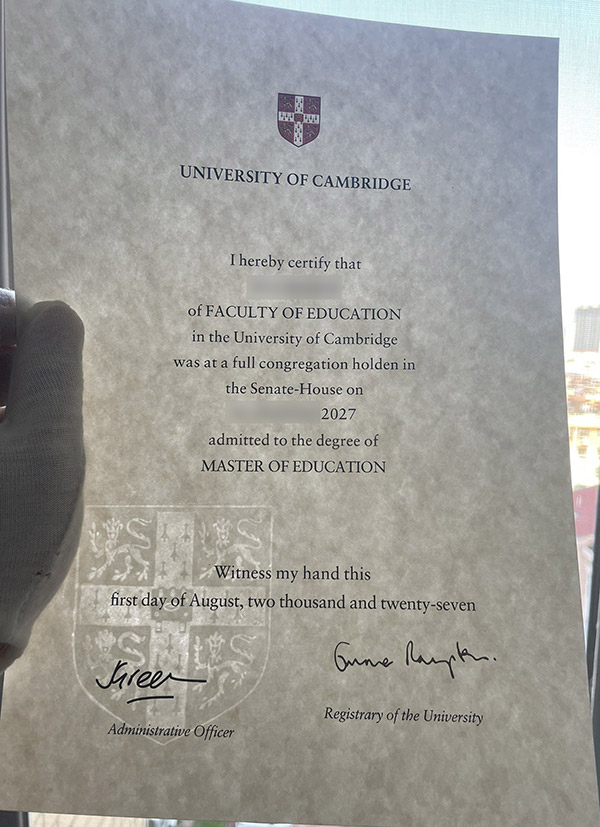 UNIVERSITY OF CAMBRIDGE
I hereby certify that
of FACULTY OF EDUCATION
in the University of Cambridge
was at a full congregation holden in
the Senate-House on
2027
admitted to the degree of
MASTER OF EDUCATION
Witness my hand this
first day of August, two thousand and twenty-seven
Administrative Officer
Registrary of the University